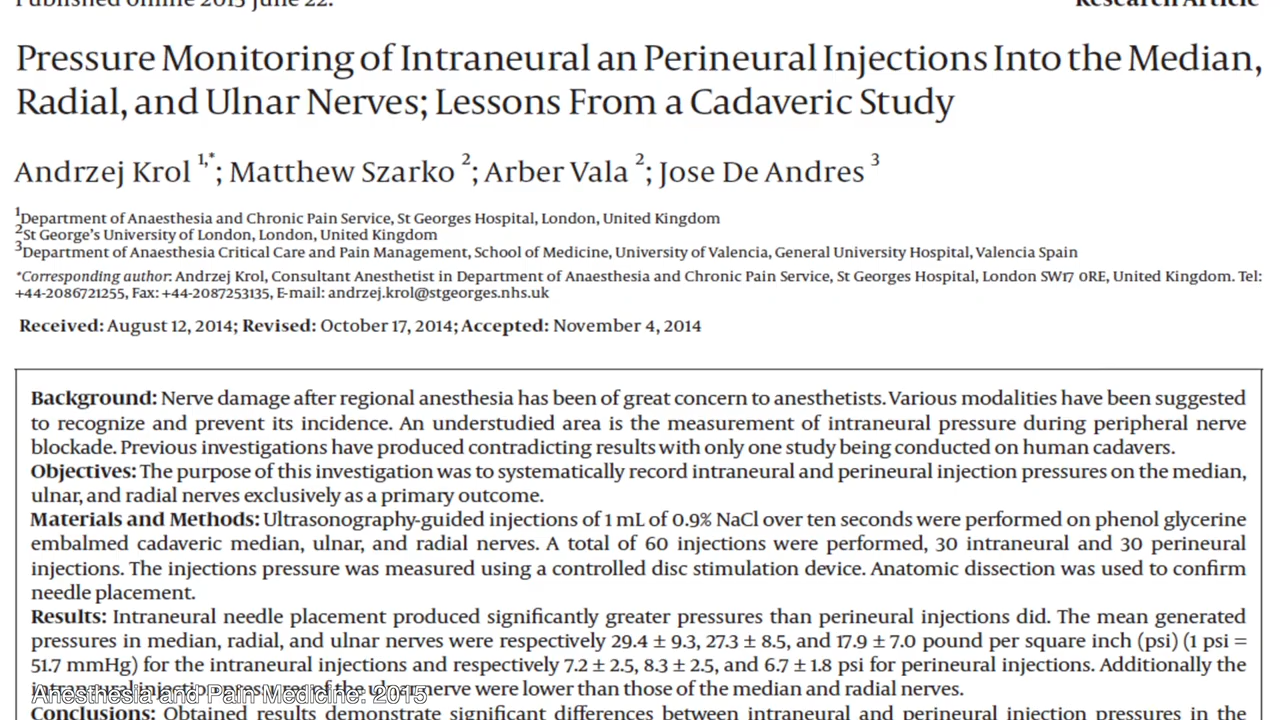 Published online 2015 June 22.
Research Article
Pressure Monitoring of Intraneural an Perineural Injections Into the Median,
Radial, and Ulnar Nerves; Lessons From a Cadaveric Study
Andrzej Krol 1,*; Matthew Szarko 2; Arber Vala 2; Jose De Andres 3
1Department of Anaesthesia and Chronic Pain Service, St Georges Hospital, London, United Kingdom
2St George's University of London, London, United Kingdom
3Department of Anaesthesia Critical Care and Pain Management, School of Medicine, University of Valencia, General University Hospital, Valencia Spain
*Corresponding author: Andrzej Krol, Consultant Anesthetist in Department of Anaesthesia and Chronic Pain Service, St Georges Hospital, London SW17 0RE, United Kingdom. Tel:
+44-2086721255, Fax: +44-2087253135, E-mail: andrzej.krol@stgeorges.nhs.uk
Received: August 12, 2014; Revised: October 17, 2014; Accepted: November 4, 2014
Background: Nerve damage after regional anesthesia has been of great concern to anesthetists. Various modalities have been suggested
to recognize and prevent its incidence. An understudied area is the measurement of intraneural pressure during peripheral nerve
blockade. Previous investigations have produced contradicting results with only one study being conducted on human cadavers.
Objectives: The purpose of this investigation was to systematically record intraneural and perineural injection pressures on the median,
ulnar, and radial nerves exclusively as a primary outcome.
Materials and Methods: Ultrasonography-guided injections of 1 mL of 0.9% NaCl over ten seconds were performed on phenol glycerine
embalmed cadaveric median, ulnar, and radial nerves. A total of 60 injections were performed, 30 intraneural and 30 perineural
injections. The injections pressure was measured using a controlled disc stimulation device. Anatomic dissection was used to confirm
needle placement.
Results: Intraneural needle placement produced significantly greater pressures than perineural injections did. The mean generated
pressures in median, radial, and ulnar nerves were respectively 29.4 ± 9.3, 27.3 ± 8.5, and 17.9 ± 7.0 pound per square inch (psi) (1 psi =
51.7 mmHg) for the intraneural injections and respectively 7.2 ± 2.5, 8.3 ± 2.5, and 6.7 ± 1.8 psi for perineural injections. Additionally the
intraneural injection pressures of the ulnar nerve were lower than those of the median and radial nerves.
Anesthesia and Pain Medicine. 2015
Conclusions: Obtained results demonstrate significant differences between intraneural and perineural injection pressures in the